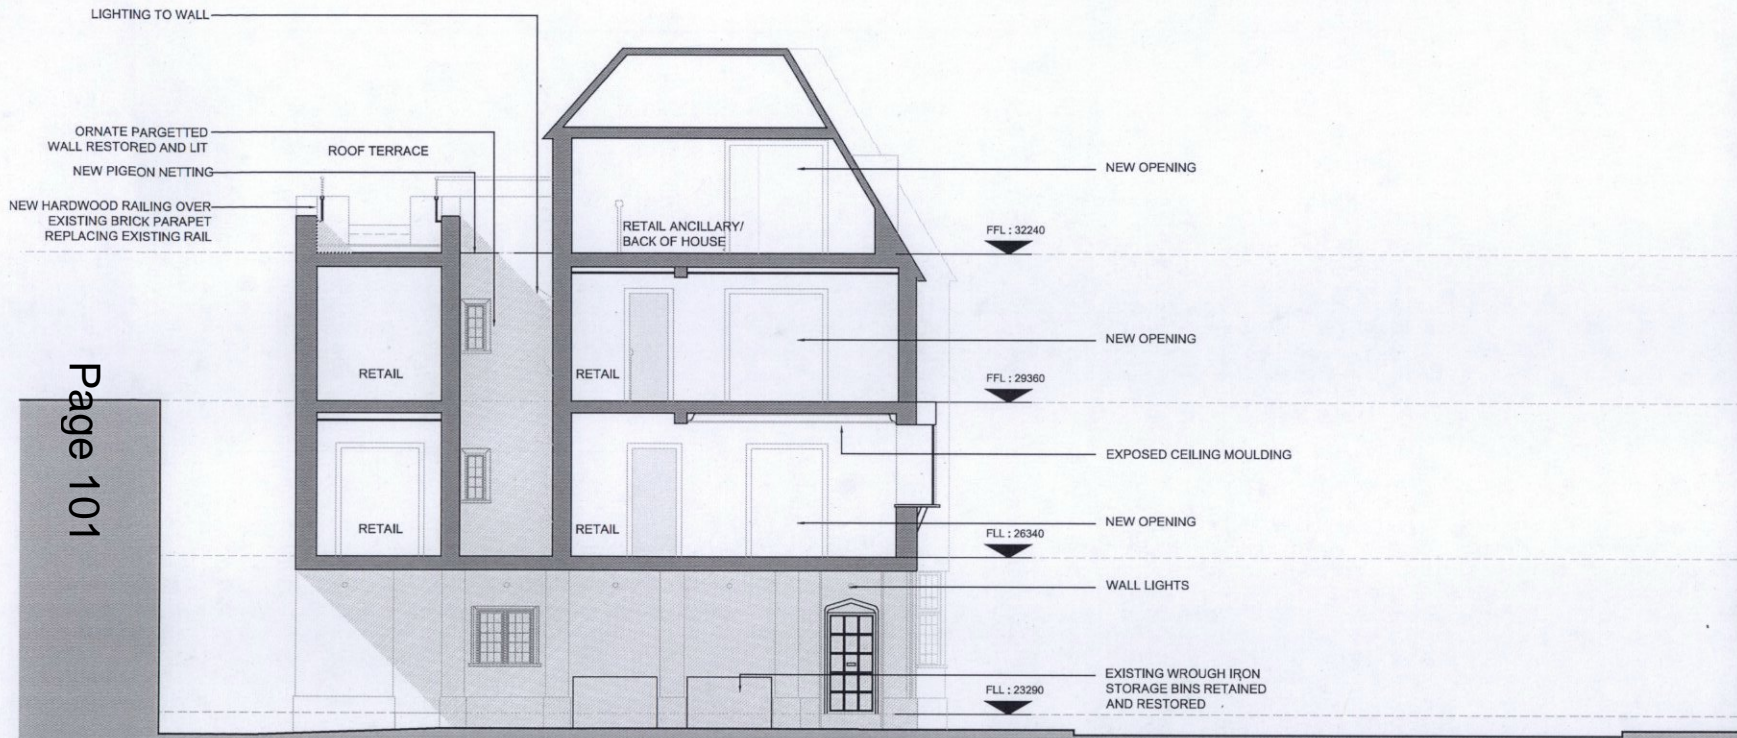 LIGHTING TO WALL
ORNATE PARGETTED
WALL RESTORED AND LIT
NEW PIGEON NETTING
NEW HARDWOOD RAILING OVER
EXISTING BRICK PARAPET
REPLACING EXISTING RAIL
ROOF TERRACE
RETAIL ANCILLARY/
BACK OF HOUSE
NEW OPENING
FFL : 32240
RETAIL
RETAIL
NEW OPENING
FFL : 29360
EXPOSED CEILING MOULDING
RETAIL
RETAIL
NEW OPENING
FLL : 26340
WALL LIGHTS
EXISTING WROUGH IRON
STORAGE BINS RETAINED
AND RESTORED
FLL : 23290
Page 101